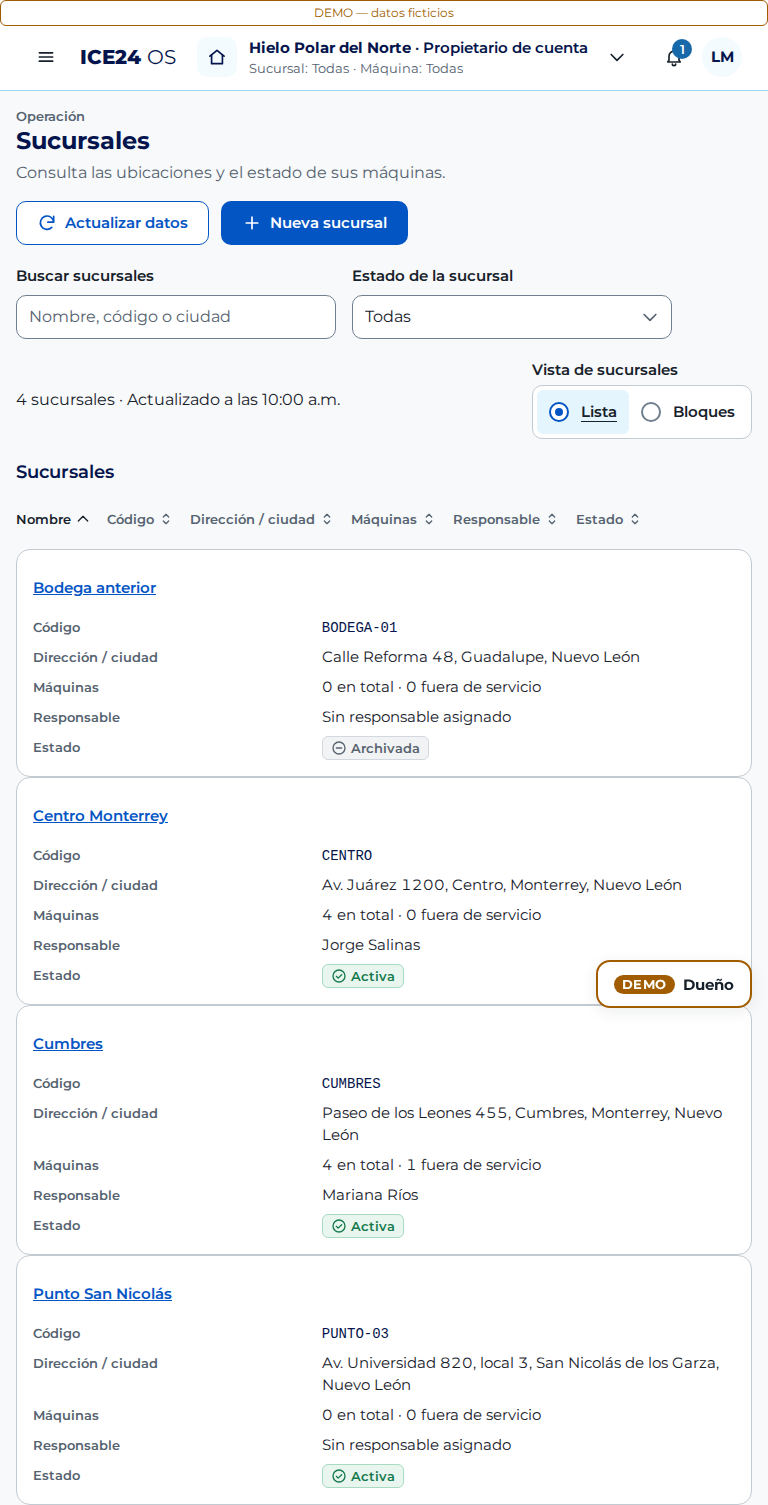 DEMO — datos ficticios
ICE24 OS
Hielo Polar del Norte · Propietario de cuenta
Sucursal: Todas · Máquina: Todas
1
LM
Operación
Sucursales
Consulta las ubicaciones y el estado de sus máquinas.
Actualizar datos
Nueva sucursal
Buscar sucursales
Estado de la sucursal
Nombre, código o ciudad
Todas
Vista de sucursales
4 sucursales · Actualizado a las 10:00 a.m.
Lista
Bloques
Sucursales
Nombre Código Dirección / ciudad Máquinas Responsable Estado
Bodega anterior
Código BODEGA-01
Dirección / ciudad Calle Reforma 48, Guadalupe, Nuevo León
Máquinas 0 en total · 0 fuera de servicio
Responsable Sin responsable asignado
Estado Archivada
Centro Monterrey
Código CENTRO
Dirección / ciudad Av. Juárez 1200, Centro, Monterrey, Nuevo León
Máquinas 4 en total · 0 fuera de servicio
Responsable Jorge Salinas
Estado Activa
DEMO Dueño
Cumbres
Código CUMBRES
Dirección / ciudad Paseo de los Leones 455, Cumbres, Monterrey, Nuevo
León
Máquinas 4 en total · 1 fuera de servicio
Responsable Mariana Ríos
Estado Activa
Punto San Nicolás
Código PUNTO-03
Dirección / ciudad Av. Universidad 820, local 3, San Nicolás de los Garza,
Nuevo León
Máquinas 0 en total · 0 fuera de servicio
Responsable Sin responsable asignado
Estado Activa